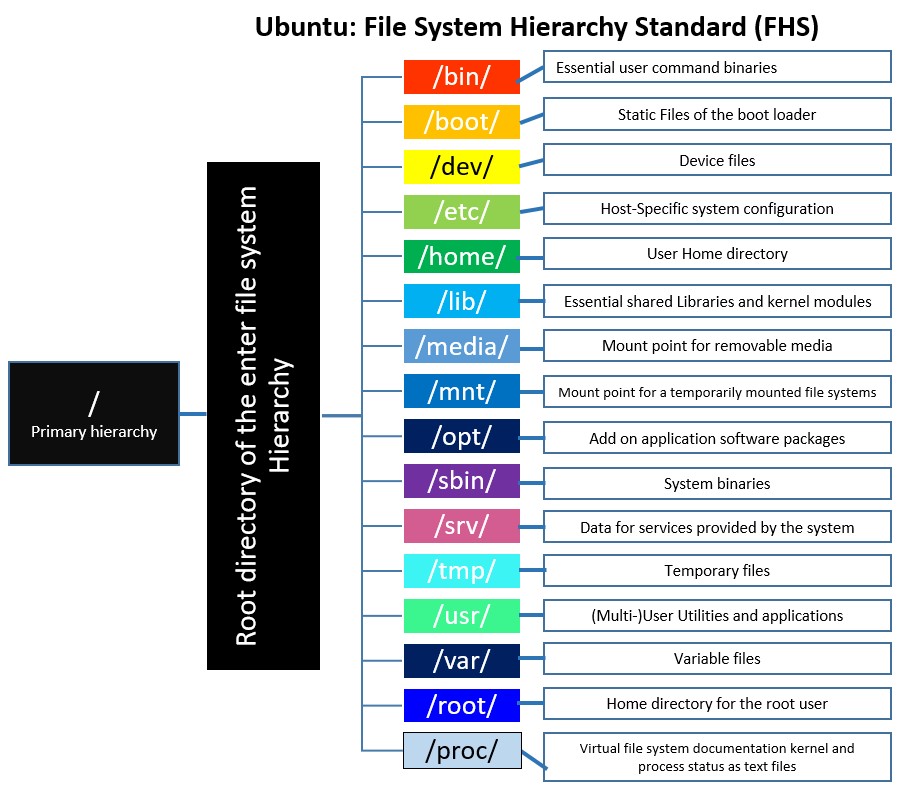 Ubuntu: File System Hierarchy Standard (FHS)
/
Primary hierarchy
Root directory of the enter file system
Hierarchy
/bin/
Essential user command binaries
/boot/
Static Files of the boot loader
/dev/
Device files
/etc/
Host-Specific system configuration
/home/
User Home directory
/lib/
Essential shared Libraries and kernel modules
/media/
Mount point for removable media
/mnt/
Mount point for a temporarily mounted file systems
/opt/
Add on application software packages
/sbin/
System binaries
/srv/
Data for services provided by the system
/tmp/
Temporary files
/usr/
(Multi-)User Utilities and applications
/var/
Variable files
/root/
Home directory for the root user
/proc/
Virtual file system documentation kernel and
process status as text files